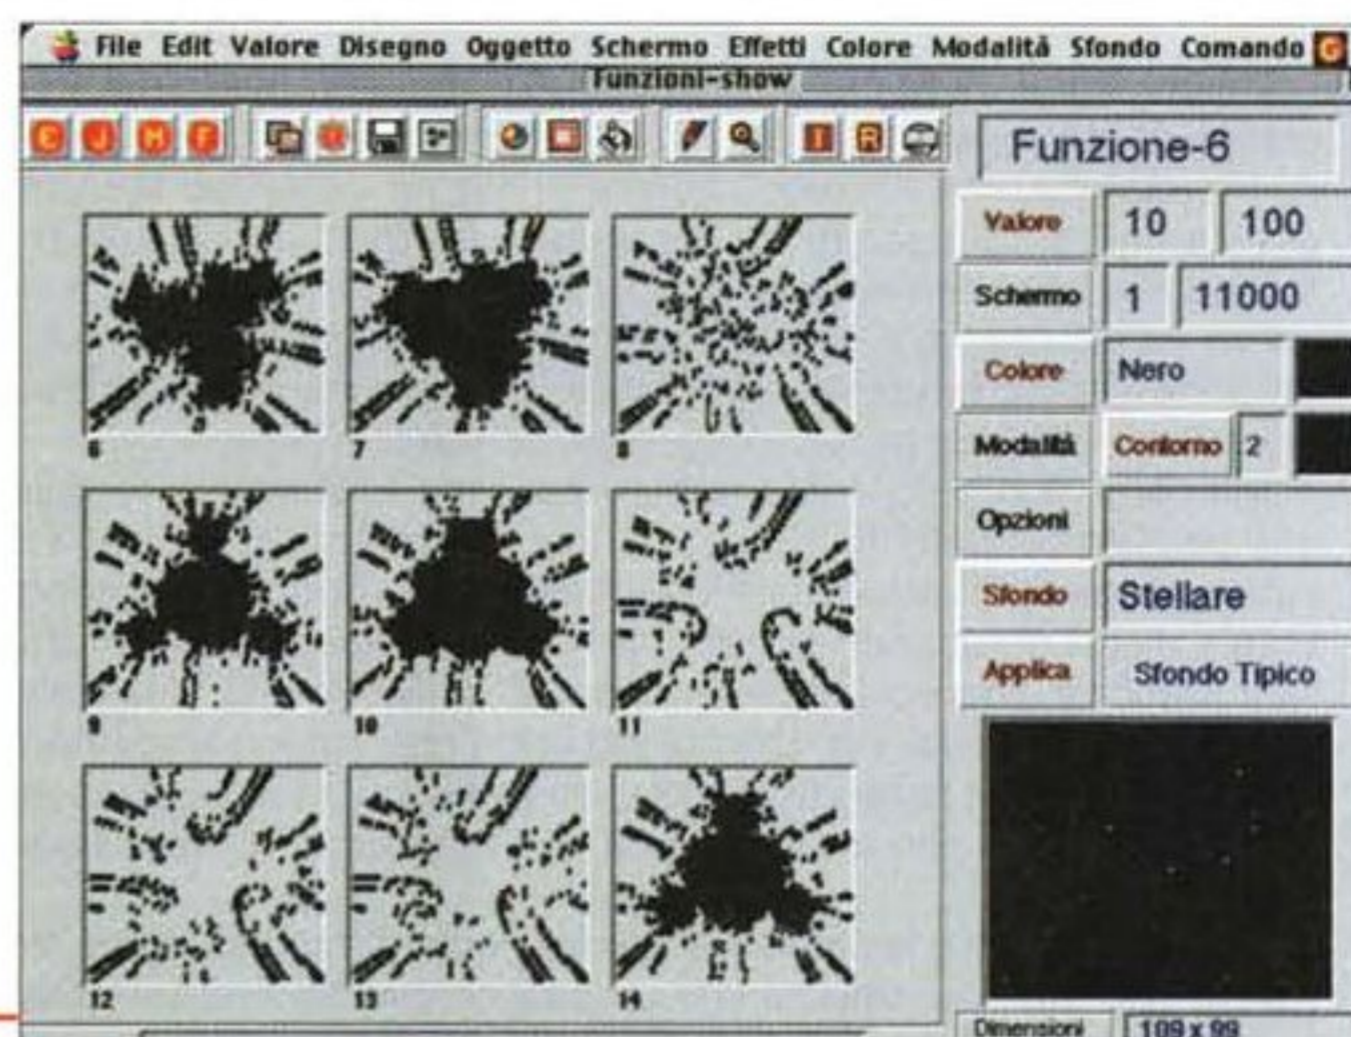 File Edit Valore Disegno Oggetto Schermo Effetti Colore Modalità Sfondo Comando G
Funzioni-show
E J M F
I R
Funzione-6
Valore 10 100
Schermo 1 11000
Colore Nero
Modalità Contorno 2
Opzioni
Sfondo Stellare
Applica Sfondo Tipico
6 7 8
9 10 11
12 13 14
Dimensioni 109 x 99